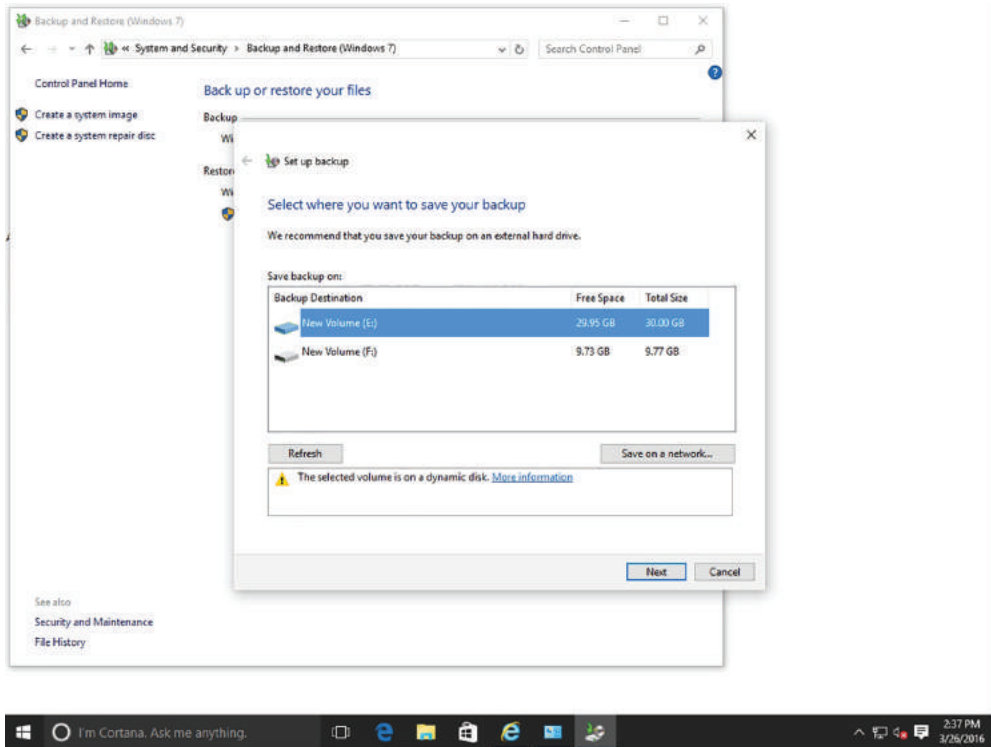 Backup and Restore (Windows 7)
« System and Security > Backup and Restore (Windows 7)
Search Control Panel
Control Panel Home
Create a system image
Create a system repair disc
Back up or restore your files
Backup
Wi
Restor
Wi
Set up backup
Select where you want to save your backup
We recommend that you save your backup on an external hard drive.
Save backup on:
Backup Destination Free Space Total Size
New Volume (E:) 29.95 GB 30.00 GB
New Volume (F:) 9.73 GB 9.77 GB
Refresh Save on a network...
The selected volume is on a dynamic disk. More information
Next Cancel
See also
Security and Maintenance
File History
I'm Cortana. Ask me anything.
2:37 PM
3/26/2016